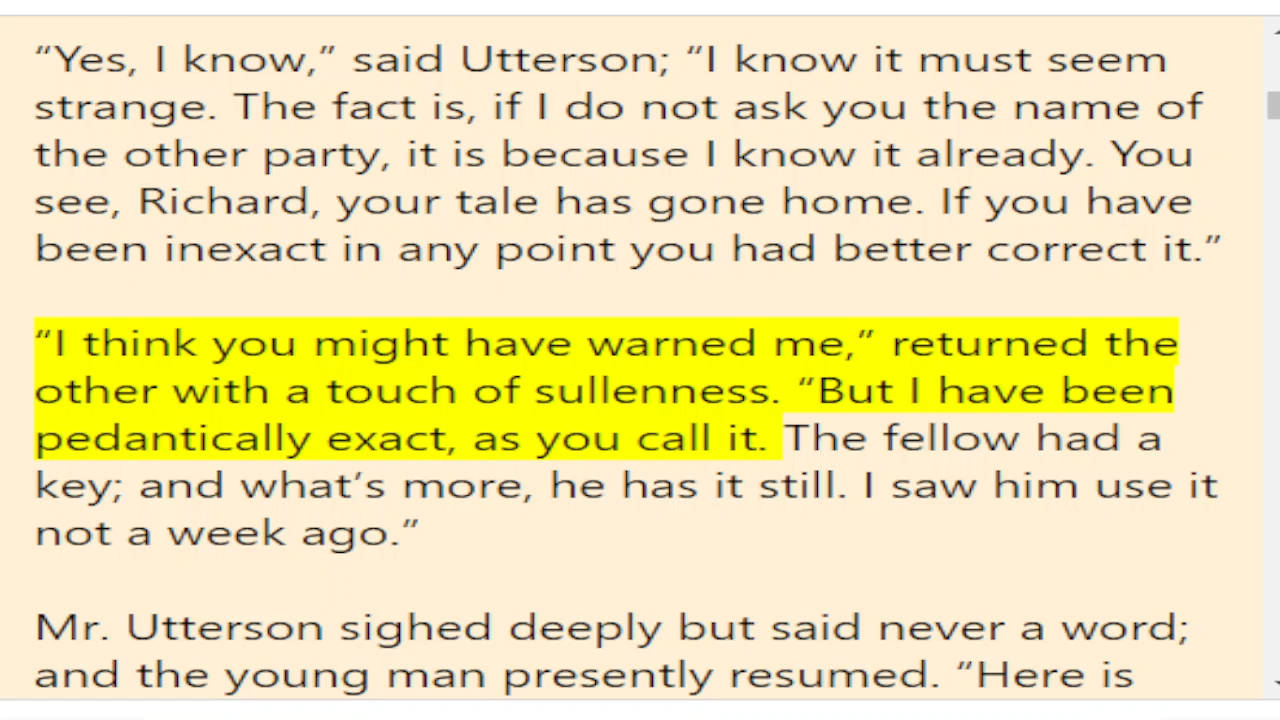 “Yes, I know,” said Utterson; “I know it must seem
strange. The fact is, if I do not ask you the name of
the other party, it is because I know it already. You
see, Richard, your tale has gone home. If you have
been inexact in any point you had better correct it.”
“I think you might have warned me,” returned the
other with a touch of sullenness. “But I have been
pedantically exact, as you call it. The fellow had a
key; and what’s more, he has it still. I saw him use it
not a week ago.”
Mr. Utterson sighed deeply but said never a word;
and the young man presently resumed. “Here is